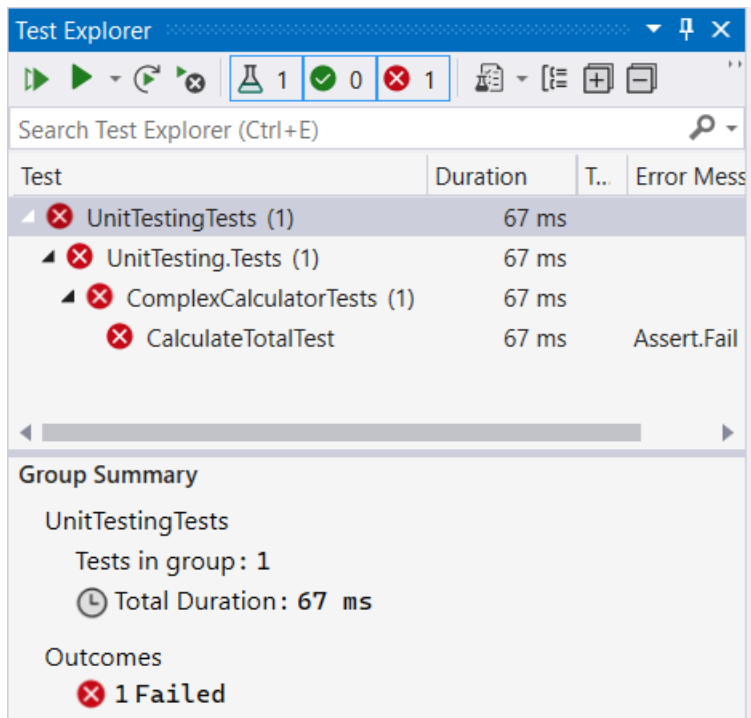 Test Explorer
1 0 1
Search Test Explorer (Ctrl+E)
Test Duration T... Error Mess
UnitTestingTests (1) 67 ms
UnitTesting.Tests (1) 67 ms
ComplexCalculatorTests (1) 67 ms
CalculateTotalTest 67 ms Assert.Fail
Group Summary
UnitTestingTests
Tests in group: 1
Total Duration: 67 ms
Outcomes
1 Failed